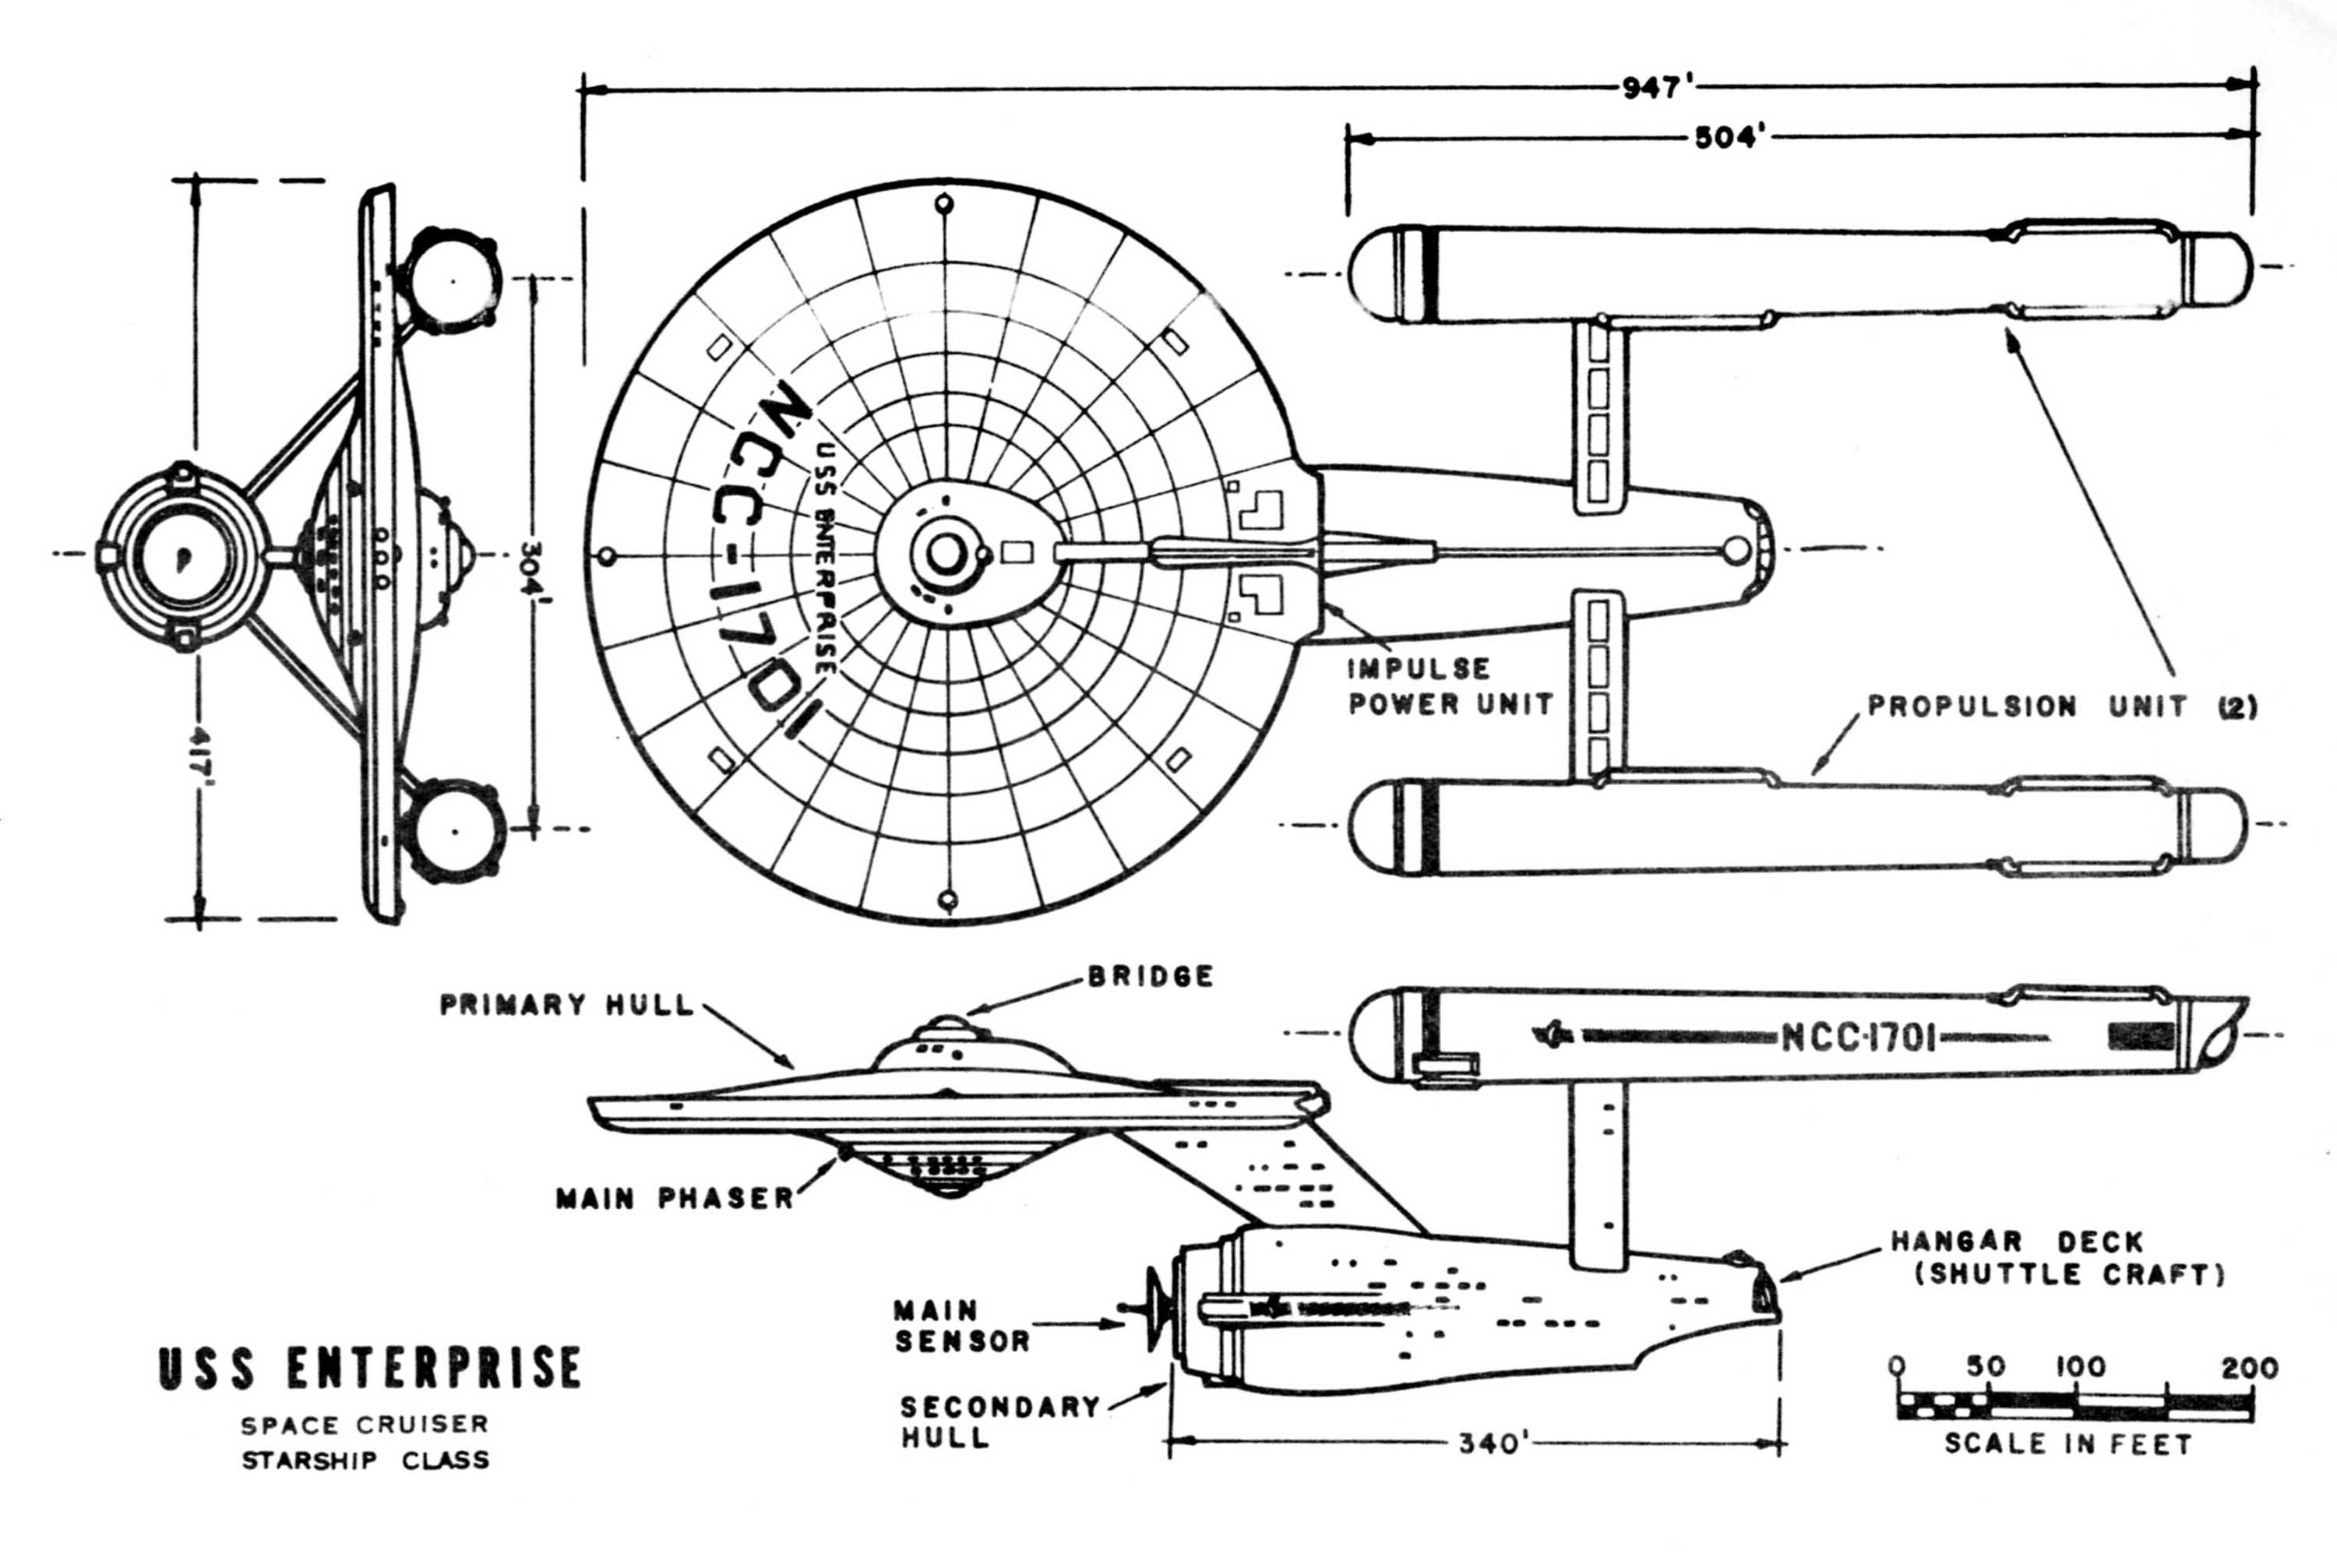 947'
504'
304'
417'
NCC-1701
USS ENTERPRISE
IMPULSE
POWER UNIT
PROPULSION UNIT (2)
BRIDGE
PRIMARY HULL
NCC-1701
MAIN PHASER
HANGAR DECK
(SHUTTLE CRAFT)
MAIN
SENSOR
SECONDARY
HULL
340'
USS ENTERPRISE
SPACE CRUISER
STARSHIP CLASS
0 50 100 200
SCALE IN FEET